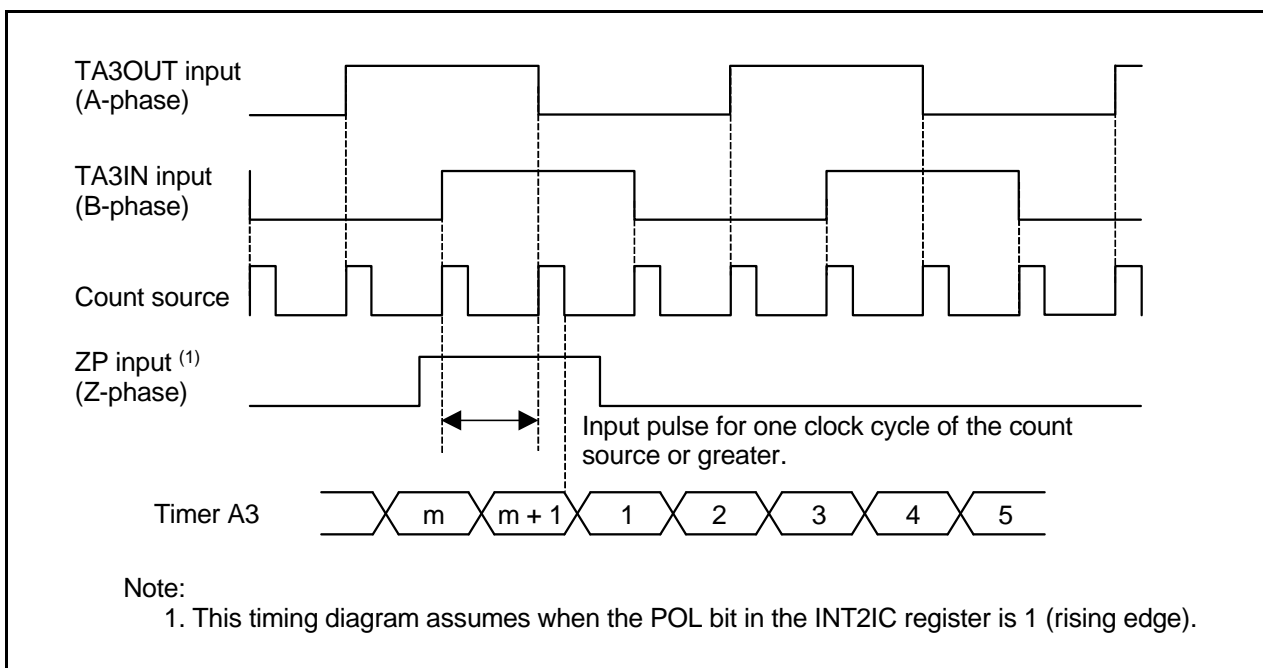 TA3OUT input
(A-phase)
TA3IN input
(B-phase)
Count source
ZP input (1)
(Z-phase)
Input pulse for one clock cycle of the count
source or greater.
Timer A3
m
m + 1
1
2
3
4
5
Note:
1. This timing diagram assumes when the POL bit in the INT2IC register is 1 (rising edge).